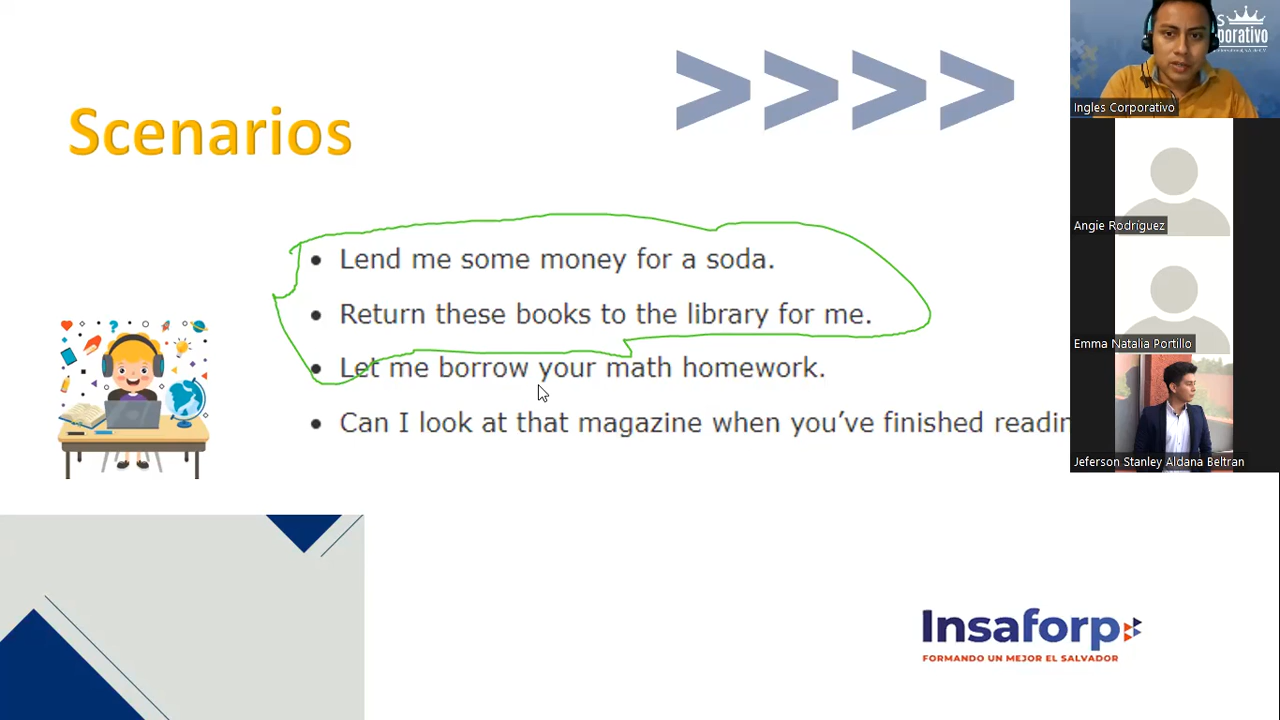 Scenarios
>>>>
• Lend me some money for a soda.
• Return these books to the library for me.
• Let me borrow your math homework.
• Can I look at that magazine when you've finished
Insaforp
FORMANDO UN MEJOR EL SALVADOR
Ingles Corporativo
Angie Rodríguez
Emma Natalia Portillo
Jeferson Stanley Aldana Beltran